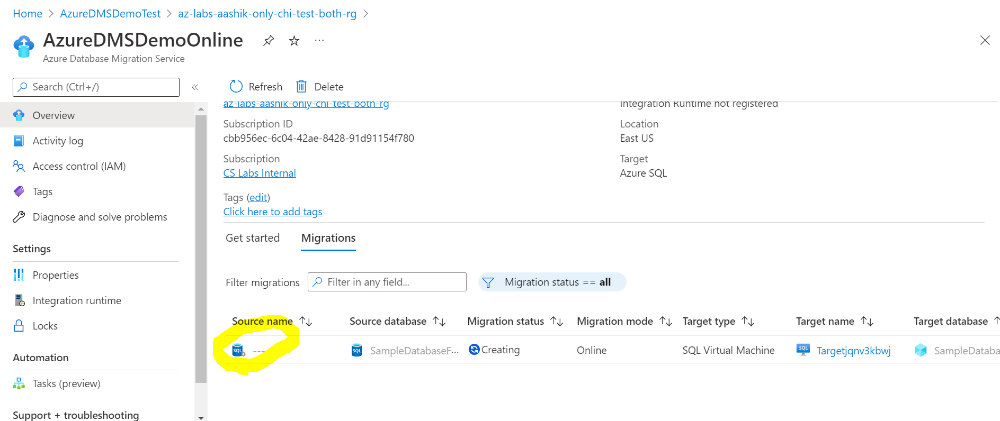 Home > AzureDMSDemoTest > az-labs-aashik-only-chi-test-both-rg >
AzureDMSDemoOnline ...
Azure Database Migration Service
Search (Ctrl+/) «
Overview
Activity log
Access control (IAM)
Tags
Diagnose and solve problems
Settings
Properties
Integration runtime
Locks
Automation
Tasks (preview)
Support + troubleshooting
Refresh Delete
az-labs-aashik-only-chi-test-both-rg
Integration Runtime not registered
Subscription ID
cbb956ec-6c04-42ae-8428-91d91154f780
Location
East US
Subscription
CS Labs Internal
Target
Azure SQL
Tags (edit)
Click here to add tags
Get started Migrations
Filter migrations Filter in any field... Migration status == all
Source name ↑↓ Source database ↑↓ Migration status ↑↓ Migration mode ↑↓ Target type ↑↓ Target name ↑↓ Target database ↑
SQL --- SQL SampleDatabaseF... Creating Online SQL Virtual Machine SQL Targetjqnv3kbwj SampleDataba